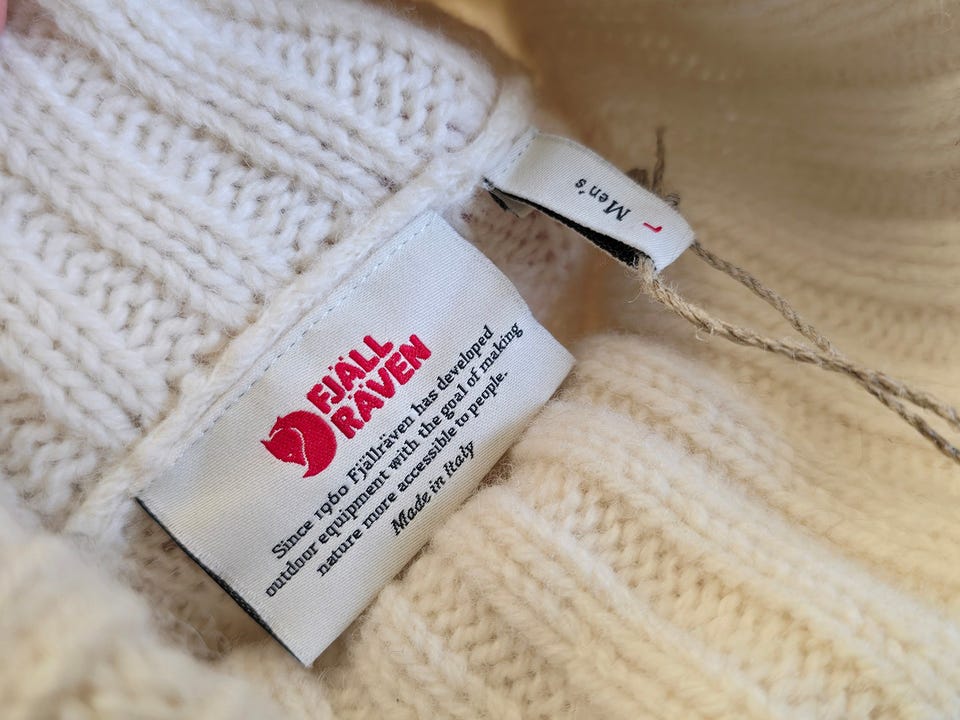 FJÄLL
RÄVEN
Since 1960 Fjällräven has developed
outdoor equipment with the goal of making
nature more accessible to people.
Made in Italy
Men's
L